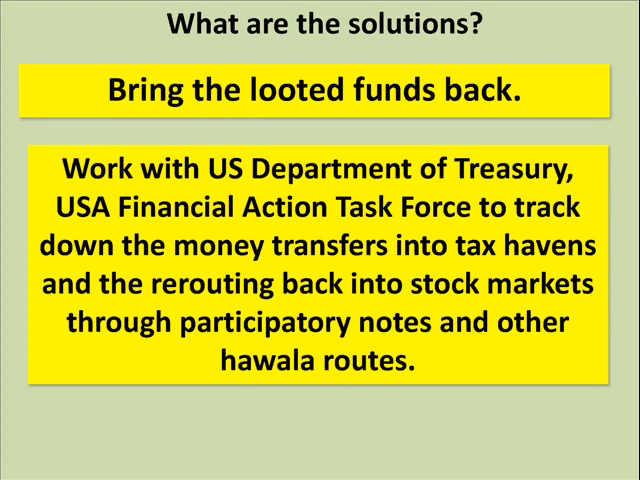 What are the solutions?
Bring the looted funds back.
Work with US Department of Treasury,
USA Financial Action Task Force to track
down the money transfers into tax havens
and the rerouting back into stock markets
through participatory notes and other
hawala routes.